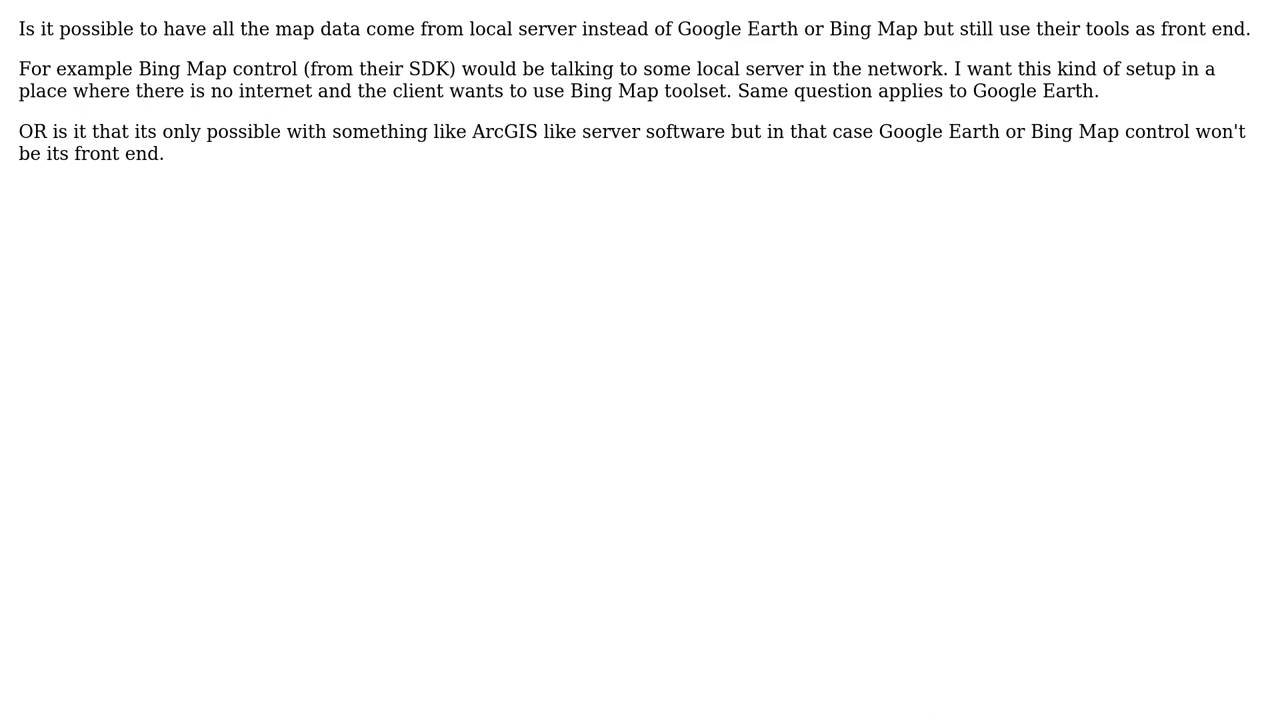 Is it possible to have all the map data come from local server instead of Google Earth or Bing Map but still use their tools as front end.
For example Bing Map control (from their SDK) would be talking to some local server in the network. I want this kind of setup in a
place where there is no internet and the client wants to use Bing Map toolset. Same question applies to Google Earth.
OR is it that its only possible with something like ArcGIS like server software but in that case Google Earth or Bing Map control won't
be its front end.